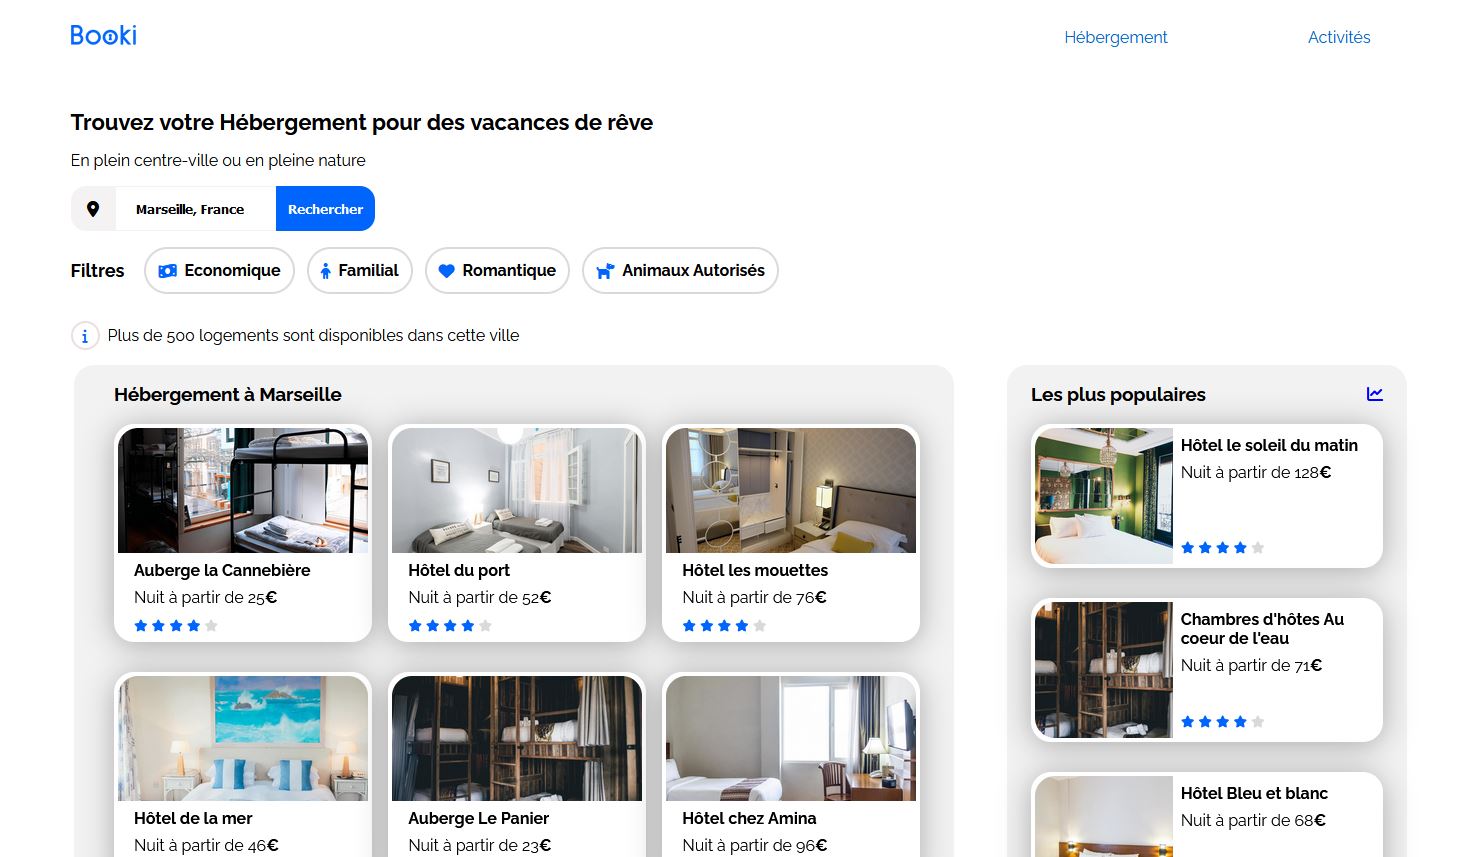 Booki
Hébergement
Activités
Trouvez votre Hébergement pour des vacances de rêve
En plein centre-ville ou en pleine nature
Marseille, France
Rechercher
Filtres
Economique
Familial
Romantique
Animaux Autorisés
Plus de 500 logements sont disponibles dans cette ville
Hébergement à Marseille
Auberge la Cannebière
Nuit à partir de 25€
Hôtel du port
Nuit à partir de 52€
Hôtel les mouettes
Nuit à partir de 76€
Hôtel de la mer
Nuit à partir de 46€
Auberge Le Panier
Nuit à partir de 23€
Hôtel chez Amina
Nuit à partir de 96€
Les plus populaires
Hôtel le soleil du matin
Nuit à partir de 128€
Chambres d'hôtes Au
coeur de l'eau
Nuit à partir de 71€
Hôtel Bleu et blanc
Nuit à partir de 68€